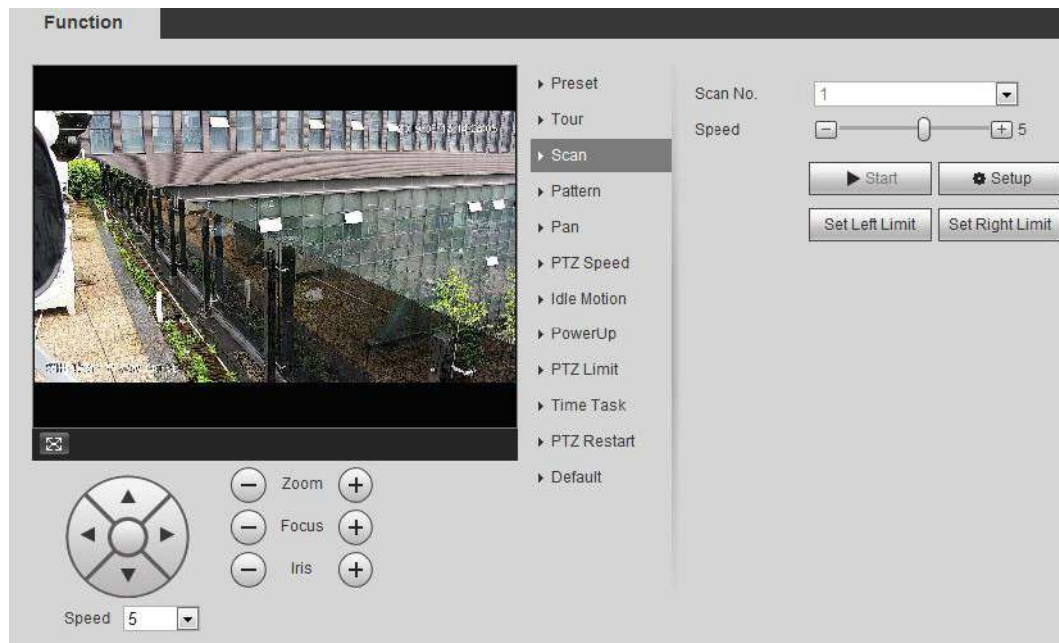 Function
Preset
Tour
Scan
Pattern
Pan
PTZ Speed
Idle Motion
PowerUp
PTZ Limit
Time Task
PTZ Restart
Default
Scan No. 1
Speed 5
Start Setup
Set Left Limit Set Right Limit
Zoom
Focus
Iris
Speed 5